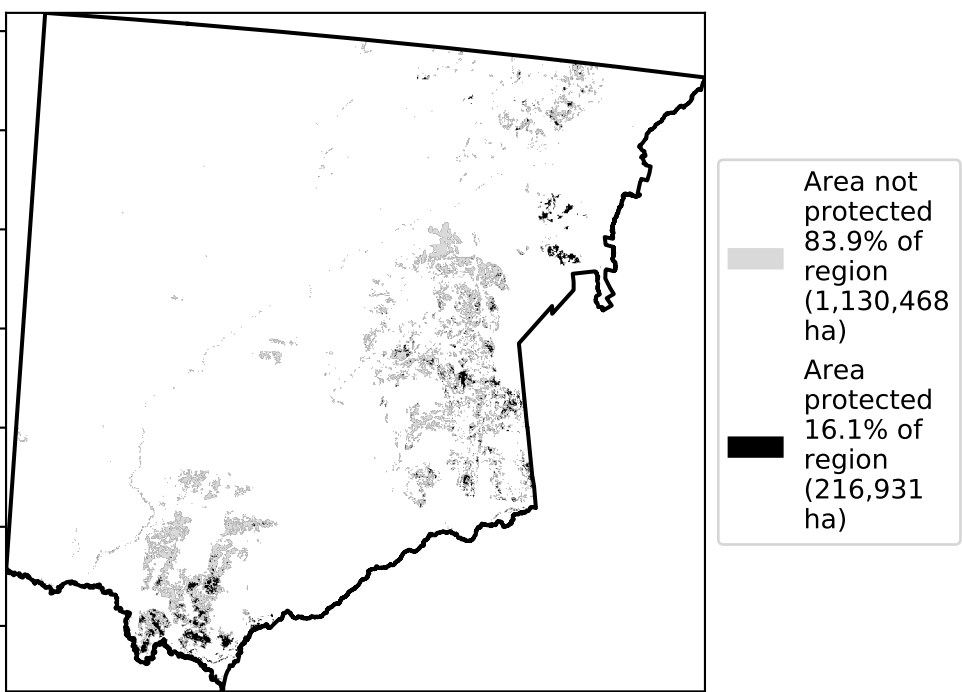 Area not
protected
83.9% of
region
(1,130,468
ha)
Area
protected
16.1% of
region
(216,931
ha)